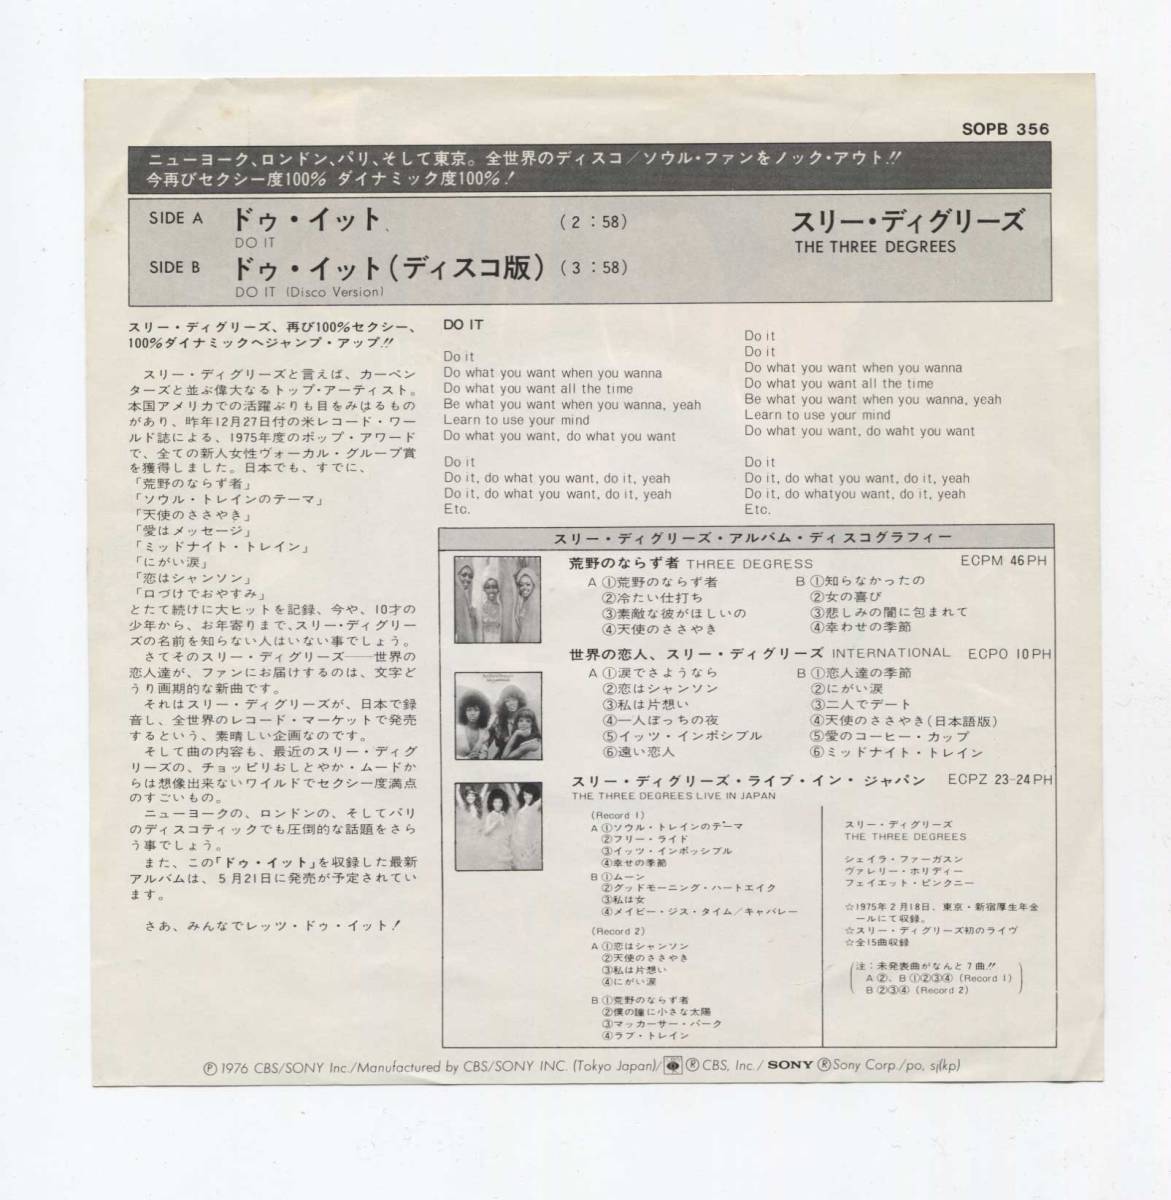 SOPB 356
ニューヨーク、ロンドン、パリ、そして東京。全世界のディスコ/ソウル・ファンをノック・アウト!!
今再びセクシー度100% ダイナミック度100%!
SIDE A ドゥ・イット (2:58)
DO IT
SIDE B ドゥ・イット(ディスコ版) (3:58)
DO IT (Disco Version)
スリー・ディグリーズ
THE THREE DEGREES
スリー・ディグリーズ、再び100%セクシー、
100%ダイナミックへジャンプ・アップ!!
スリー・ディグリーズと言えば、カーペン
ターズと並ぶ偉大なるトップ・アーティスト。
本国アメリカでの活躍ぶりも目をみはるもの
があり、昨年12月27日付の米レコード・ワー
ルド誌による、1975年度のポップ・アワード
で、全ての新人女性ヴォーカル・グループ賞
を獲得しました。日本でも、すでに、
「荒野のならず者」
「ソウル・トレインのテーマ」
「天使のささやき」
「愛はメッセージ」
「ミッドナイト・トレイン」
「にがい涙」
「恋はシャンソン」
「口づけでおやすみ」
とたて続けに大ヒットを記録、今や、10才の
少年から、お年寄りまで、スリー・ディグリー
ズの名前を知らない人はいない事でしょう。
さてそのスリー・ディグリーズ──世界の
恋人達が、ファンにお届けするのは、文字ど
うり画期的な新曲です。
それはスリー・ディグリーズが、日本で録
音し、全世界のレコード・マーケットで発売
するという、素晴しい企画なのです。
そして曲の内容も、最近のスリー・ディグ
リーズの、チョッピリおしとやか・ムードか
らは想像出来ないワイルドでセクシー度満点
のすごいもの。
ニューヨークの、ロンドンの、そしてパリ
のディスコティックでも圧倒的な話題をさら
う事でしょう。
また、この「ドゥ・イット」を収録した最新
アルバムは、5月21日に発売が予定されてい
ます。
さあ、みんなでレッツ・ドゥ・イット!
DO IT
Do it
Do what you want when you wanna
Do what you want all the time
Be what you want when you wanna, yeah
Learn to use your mind
Do what you want, do what you want
Do it
Do it, do what you want, do it, yeah
Do it, do what you want, do it, yeah
Etc.
Do it
Do it
Do what you want when you wanna
Do what you want all the time
Be what you want when you wanna, yeah
Learn to use your mind
Do what you want, do waht you want
Do it
Do it, do what you want, do it, yeah
Do it, do whatyou want, do it, yeah
Etc.
スリー・ディグリーズ・アルバム・ディスコグラフィー
荒野のならず者 THREE DEGRESS ECPM 46PH
A ①荒野のならず者
②冷たい仕打ち
③素敵な彼がほしいの
④天使のささやき
B ①知らなかったの
②女の喜び
③悲しみの闇に包まれて
④幸わせの季節
世界の恋人、スリー・ディグリーズ INTERNATIONAL ECPO 10PH
A ①涙でさようなら
②恋はシャンソン
③私は片想い
④一人ぼっちの夜
⑤イッツ・インポシブル
⑥遠い恋人
B ①恋人達の季節
②にがい涙
③二人でデート
④天使のささやき(日本語版)
⑤愛のコーヒー・カップ
⑥ミッドナイト・トレイン
スリー・ディグリーズ・ライブ・イン・ジャパン ECPZ 23-24PH
THE THREE DEGREES LIVE IN JAPAN
(Record 1)
A ①ソウル・トレインのテーマ
②フリー・ライド
③イッツ・インポッシブル
④幸せの季節
B ①ムーン
②グッドモーニング・ハートエイク
③私は女
④メイビー・ジス・タイム/キャバレー
(Record 2)
A ①恋はシャンソン
②天使のささやき
③私は片想い
④にがい涙
B ①荒野のならず者
②僕の瞳に小さな太陽
③マッカーサー・パーク
④ラブ・トレイン
スリー・ディグリーズ
THE THREE DEGREES
シェイラ・ファーガスン
ヴァレリー・ホリディー
フェイエット・ピンクニー
☆1975年2月18日、東京・新宿厚生年金
ールにて収録。
☆スリー・ディグリーズ初のライヴ
☆全15曲収録
(注:未発表曲がなんと7曲!!
A②、B①②③④ (Record 1)
B②③④ (Record 2))
Ⓟ1976 CBS/SONY Inc./Manufactured by CBS/SONY INC. (Tokyo Japan)/ ®CBS, Inc./ SONY ®Sony Corp./po, sj(kp)